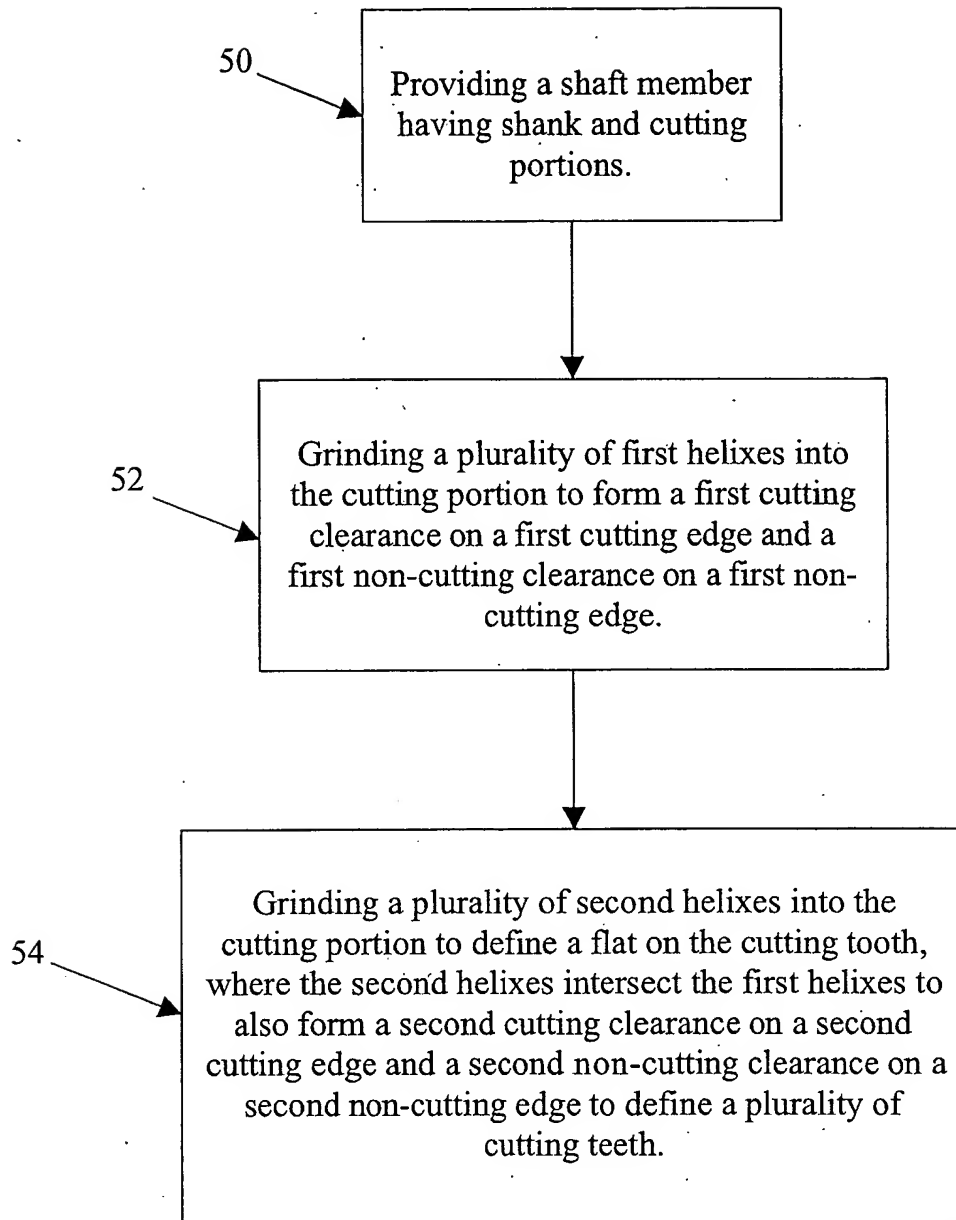 50
Providing a shaft member
having shank and cutting
portions.
52
Grinding a plurality of first helixes into
the cutting portion to form a first cutting
clearance on a first cutting edge and a
first non-cutting clearance on a first non-
cutting edge.
54
Grinding a plurality of second helixes into the
cutting portion to define a flat on the cutting tooth,
where the second helixes intersect the first helixes to
also form a second cutting clearance on a second
cutting edge and a second non-cutting clearance on a
second non-cutting edge to define a plurality of
cutting teeth.